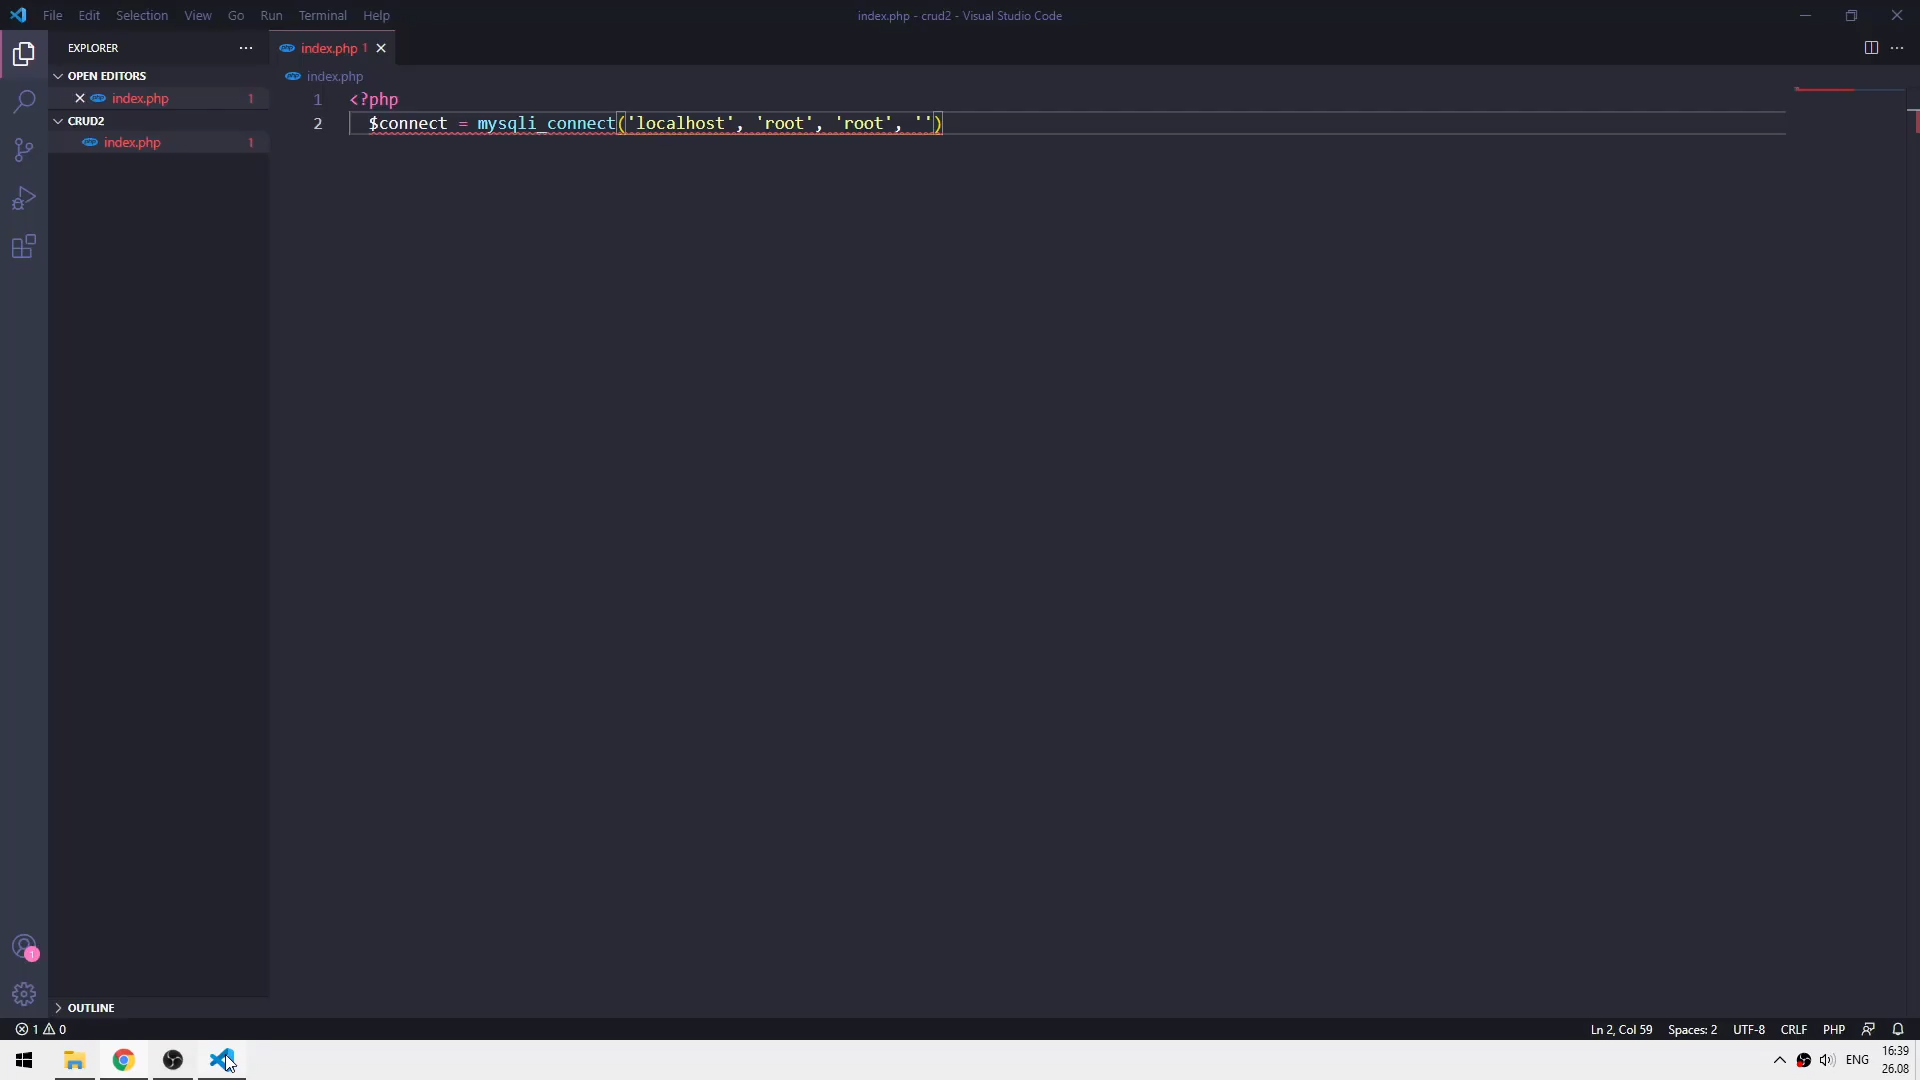 File Edit Selection View Go Run Terminal Help
index.php - crud2 - Visual Studio Code
EXPLORER
index.php 1
OPEN EDITORS
index.php
index.php 1
1 <?php
CRUD2
2 $connect = mysqli_connect('localhost', 'root', 'root', '')
index.php 1
1
OUTLINE
1 0
Ln 2, Col 59 Spaces: 2 UTF-8 CRLF PHP
ENG
16:39
26.08